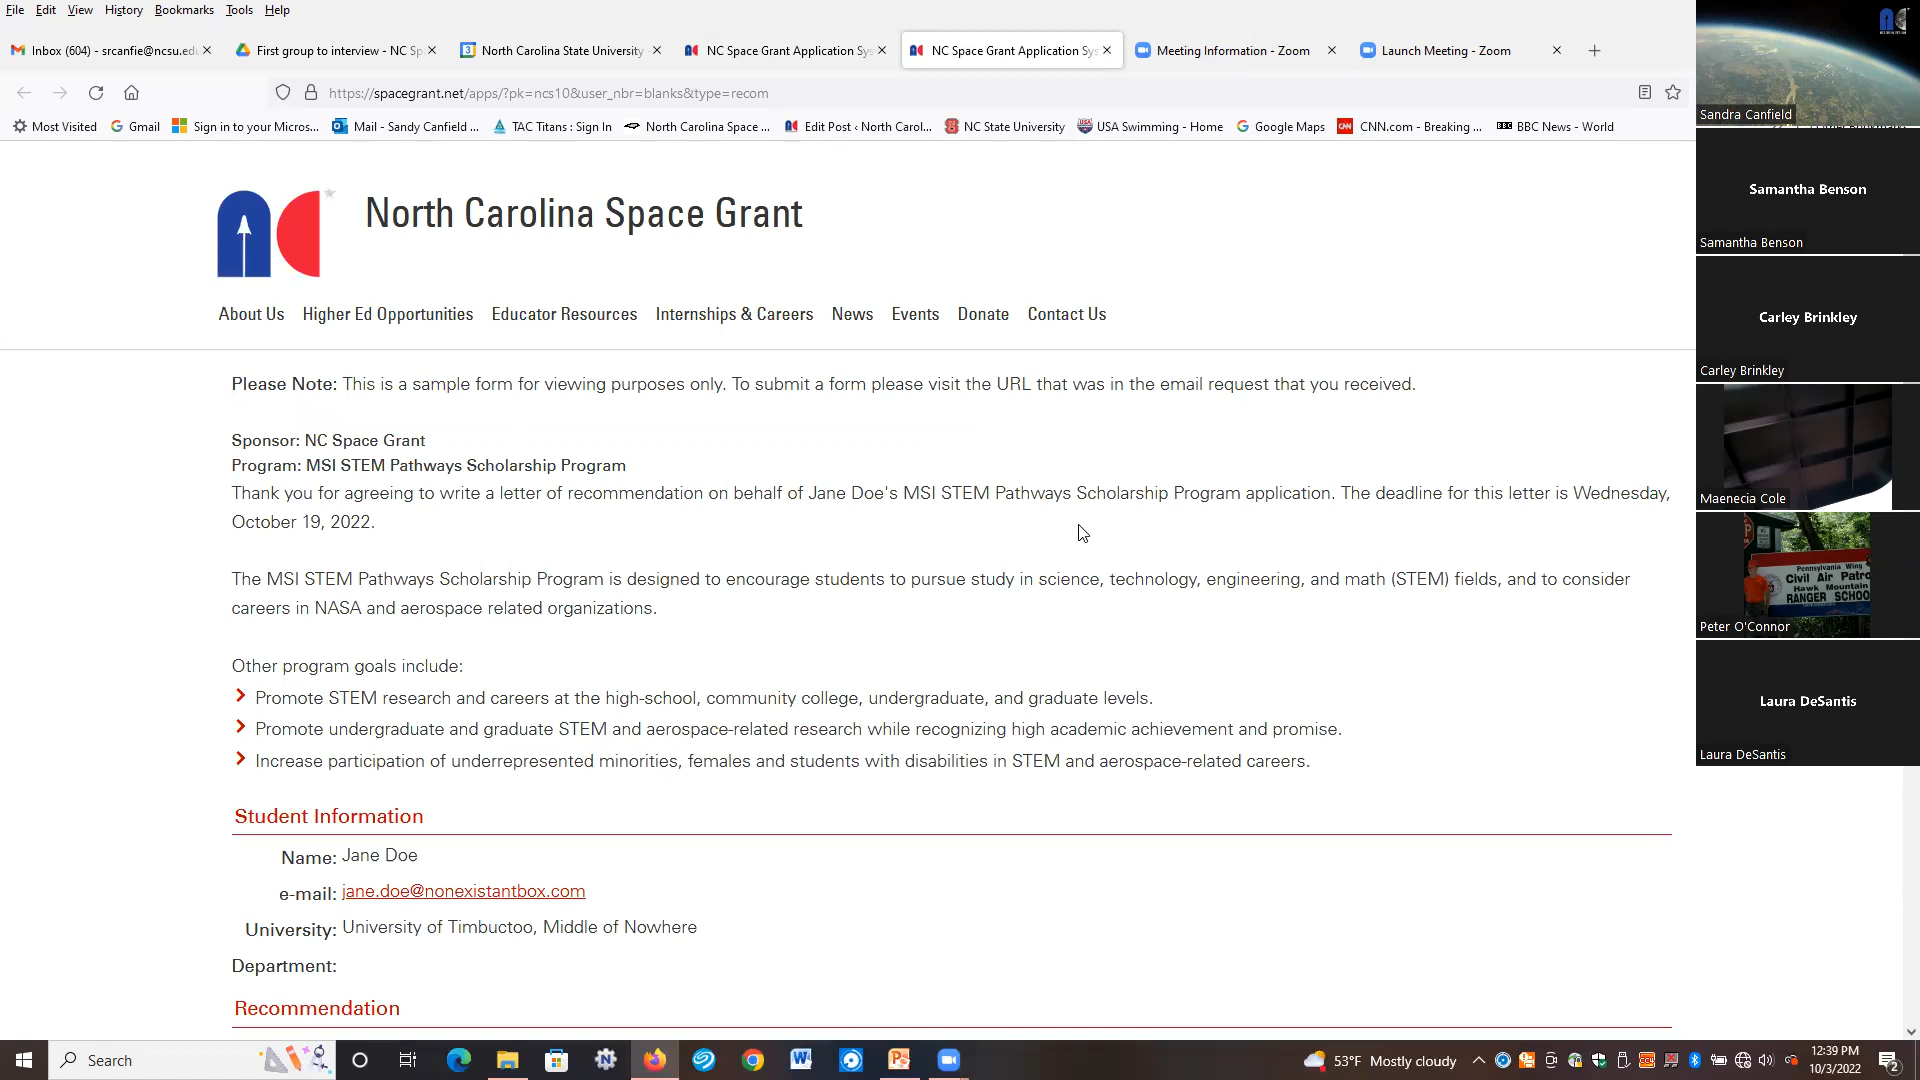 File Edit View History Bookmarks Tools Help
Inbox (604) - srcanfie@ncsu.edu
First group to interview - NC Sp
North Carolina State University
NC Space Grant Application Sys
NC Space Grant Application Sys
Meeting Information - Zoom
Launch Meeting - Zoom
https://spacegrant.net/apps/?pk=ncs10&user_nbr=blanks&type=recom
Most Visited Gmail Sign in to your Micros... Mail - Sandy Canfield ... TAC Titans : Sign In North Carolina Space ... Edit Post ‹ North Carol... NC State University USA Swimming - Home Google Maps CNN.com - Breaking ... BBC News - World
North Carolina Space Grant
About Us Higher Ed Opportunities Educator Resources Internships & Careers News Events Donate Contact Us
Please Note: This is a sample form for viewing purposes only. To submit a form please visit the URL that was in the email request that you received.
Sponsor: NC Space Grant
Program: MSI STEM Pathways Scholarship Program
Thank you for agreeing to write a letter of recommendation on behalf of Jane Doe's MSI STEM Pathways Scholarship Program application. The deadline for this letter is Wednesday,
October 19, 2022.
The MSI STEM Pathways Scholarship Program is designed to encourage students to pursue study in science, technology, engineering, and math (STEM) fields, and to consider
careers in NASA and aerospace related organizations.
Other program goals include:
Promote STEM research and careers at the high-school, community college, undergraduate, and graduate levels.
Promote undergraduate and graduate STEM and aerospace-related research while recognizing high academic achievement and promise.
Increase participation of underrepresented minorities, females and students with disabilities in STEM and aerospace-related careers.
Student Information
Name: Jane Doe
e-mail: jane.doe@nonexistantbox.com
University: University of Timbuctoo, Middle of Nowhere
Department:
Recommendation
Sandra Canfield
Samantha Benson
Samantha Benson
Carley Brinkley
Carley Brinkley
Maenecia Cole
Pennsylvania Wing
Civil Air Patro
Hawk Mountain
RANGER SCHOO
Peter O'Connor
Laura DeSantis
Laura DeSantis
Search
53°F Mostly cloudy
12:39 PM
10/3/2022
2